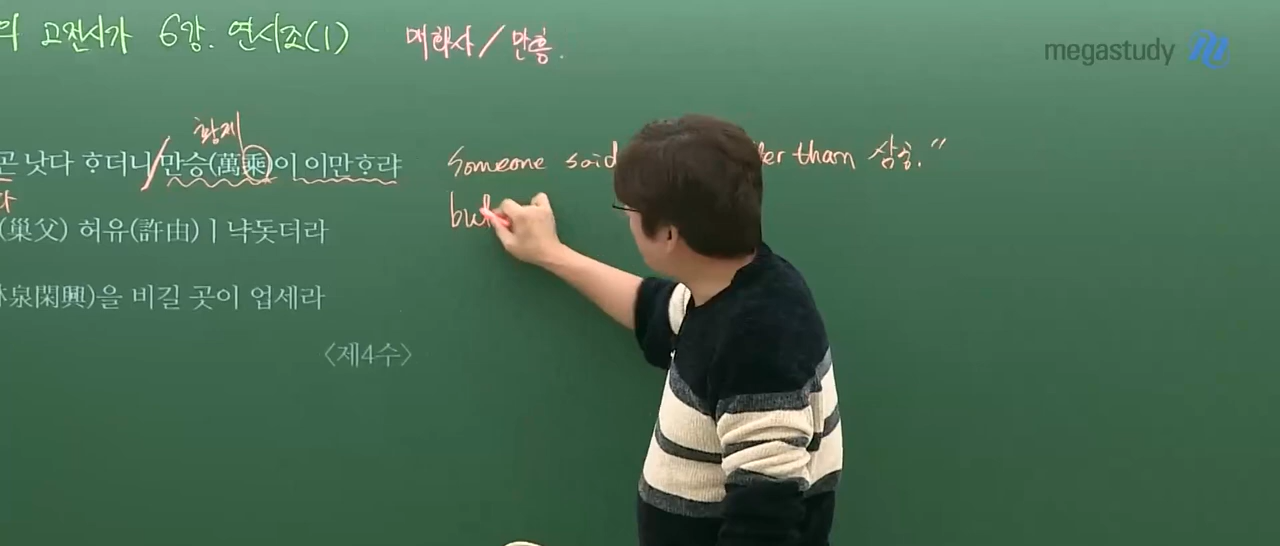 의 고전시가 6강. 연시조(1) 매화사 / 만흥.
megastudy
황제
곤 낫다 ᄒᆞ더니 / 만승(萬乘)이 이만ᄒᆞ랴
Someone said than 삼공."
다
(巢父) 허유(許由)ㅣ 냑돗더라
but
林泉閑興)을 비길 곳이 업세라
〈제4수〉